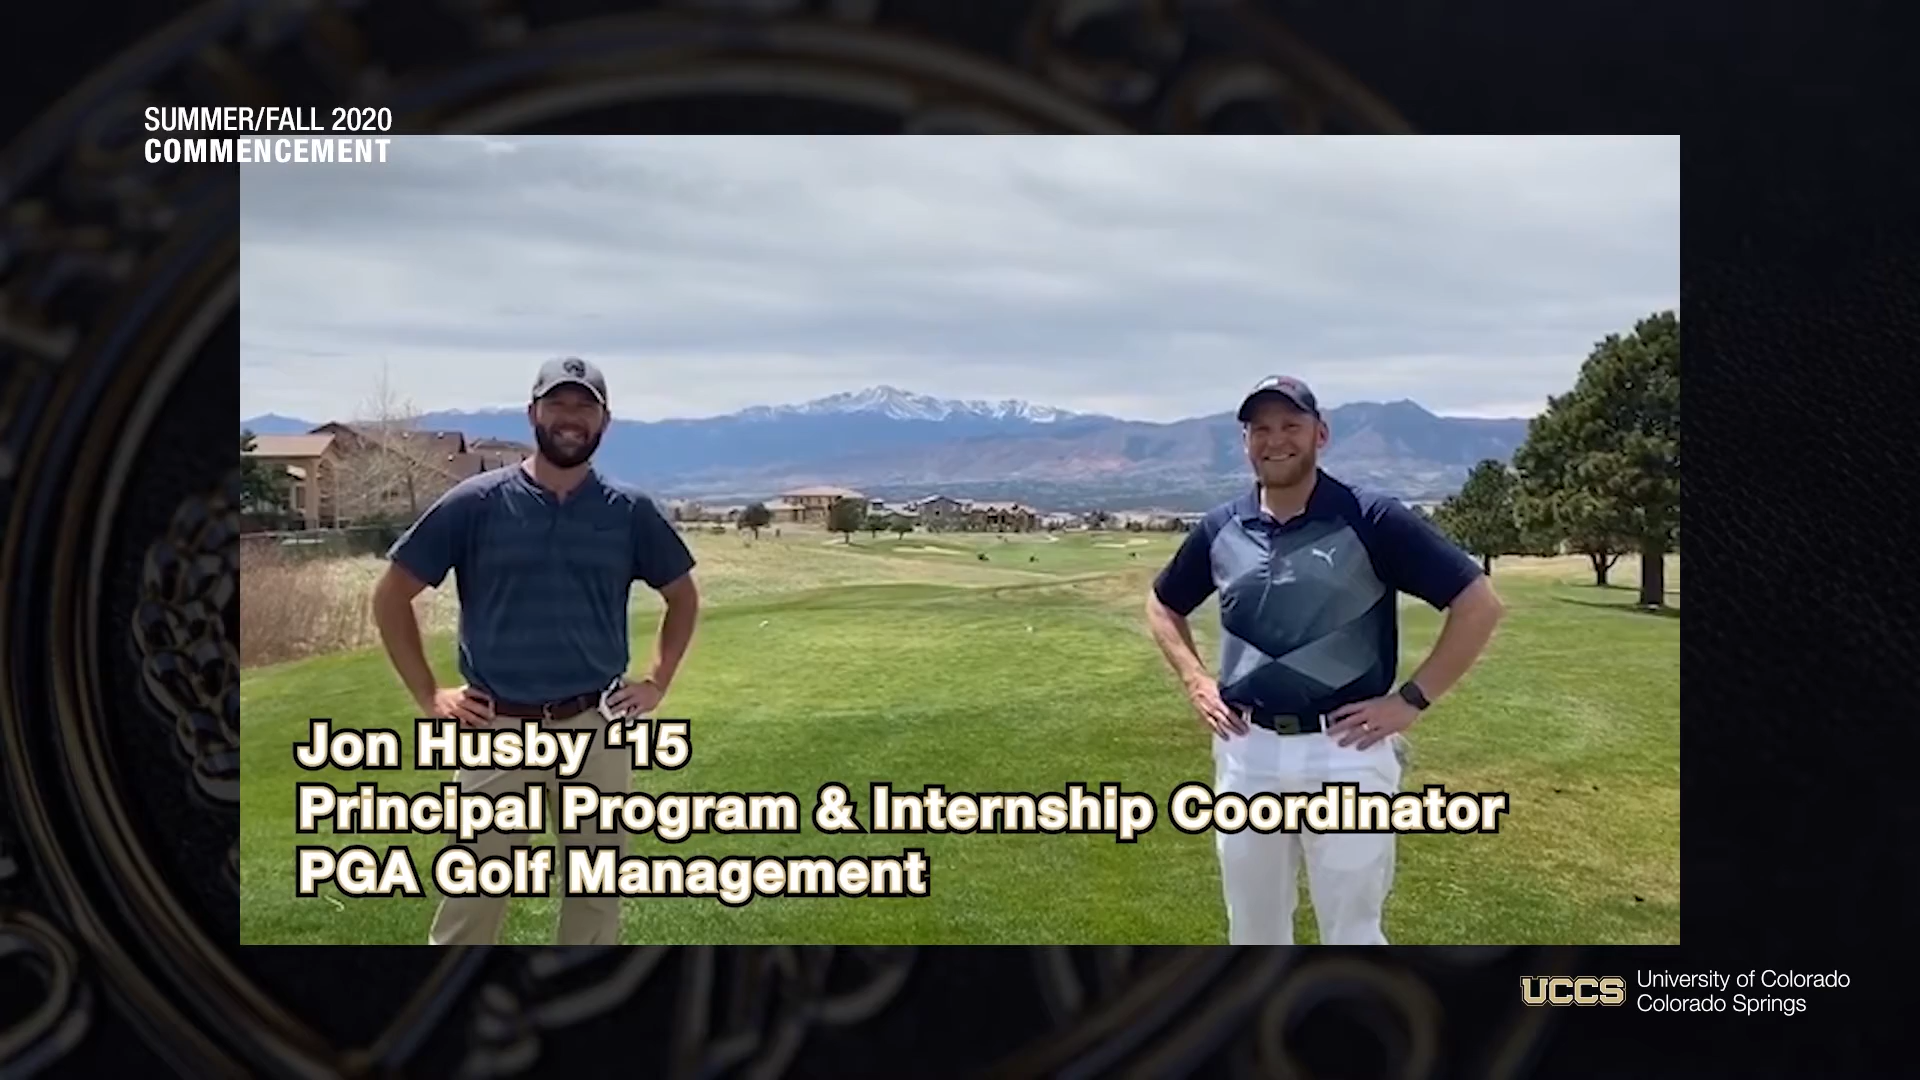 SUMMER/FALL 2020
COMMENCEMENT
Jon Husby ‘15
Principal Program & Internship Coordinator
PGA Golf Management
UCCS University of Colorado
Colorado Springs